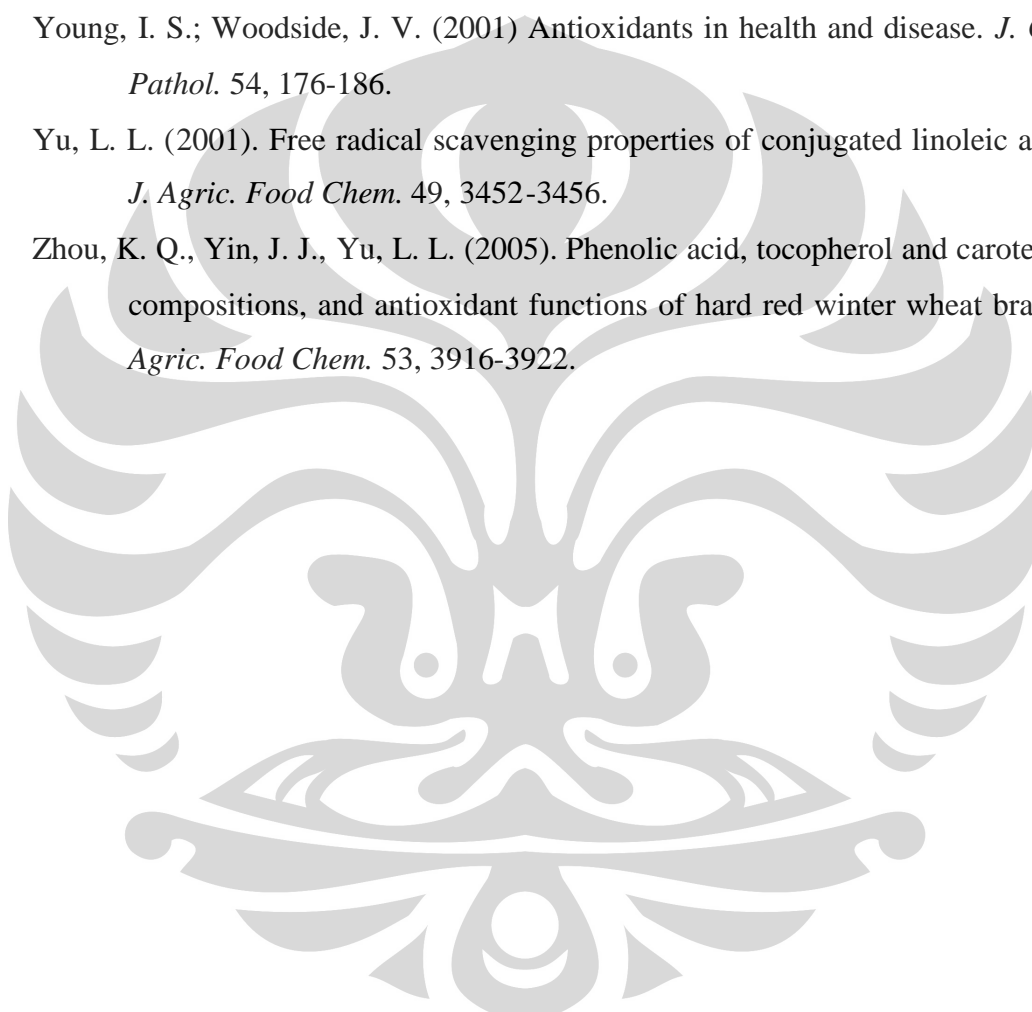 Young, I. S.; Woodside, J. V. (2001) Antioxidants in health and disease. J.
Pathol. 54, 176-186.
Yu, L. L. (2001). Free radical scavenging properties of conjugated linoleic
J. Agric. Food Chem. 49, 3452-3456.
Zhou, K. Q., Yin, J. J., Yu, L. L. (2005). Phenolic acid, tocopherol and
compositions, and antioxidant functions of hard red winter wheat
Agric. Food Chem. 53, 3916-3922.